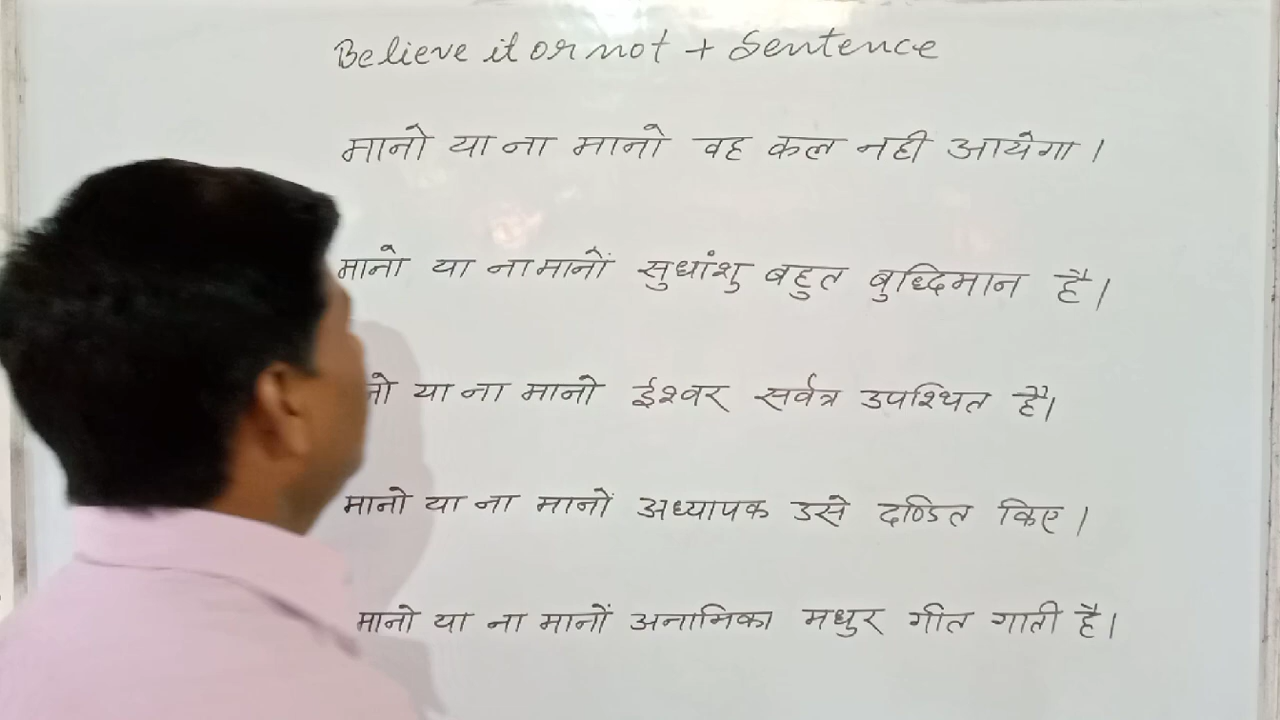 Believe it or not + Sentence
मानो या ना मानो वह कल नही आयेगा।
मानो या ना मानों सुधांशु बहुत बुद्धिमान है।
या ना मानो ईश्वर सर्वत्र उपश्थित है।
मानो या ना मानों अध्यापक उसे दण्डित किए।
मानो या ना मानों अनामिका मधुर गीत गाती है।